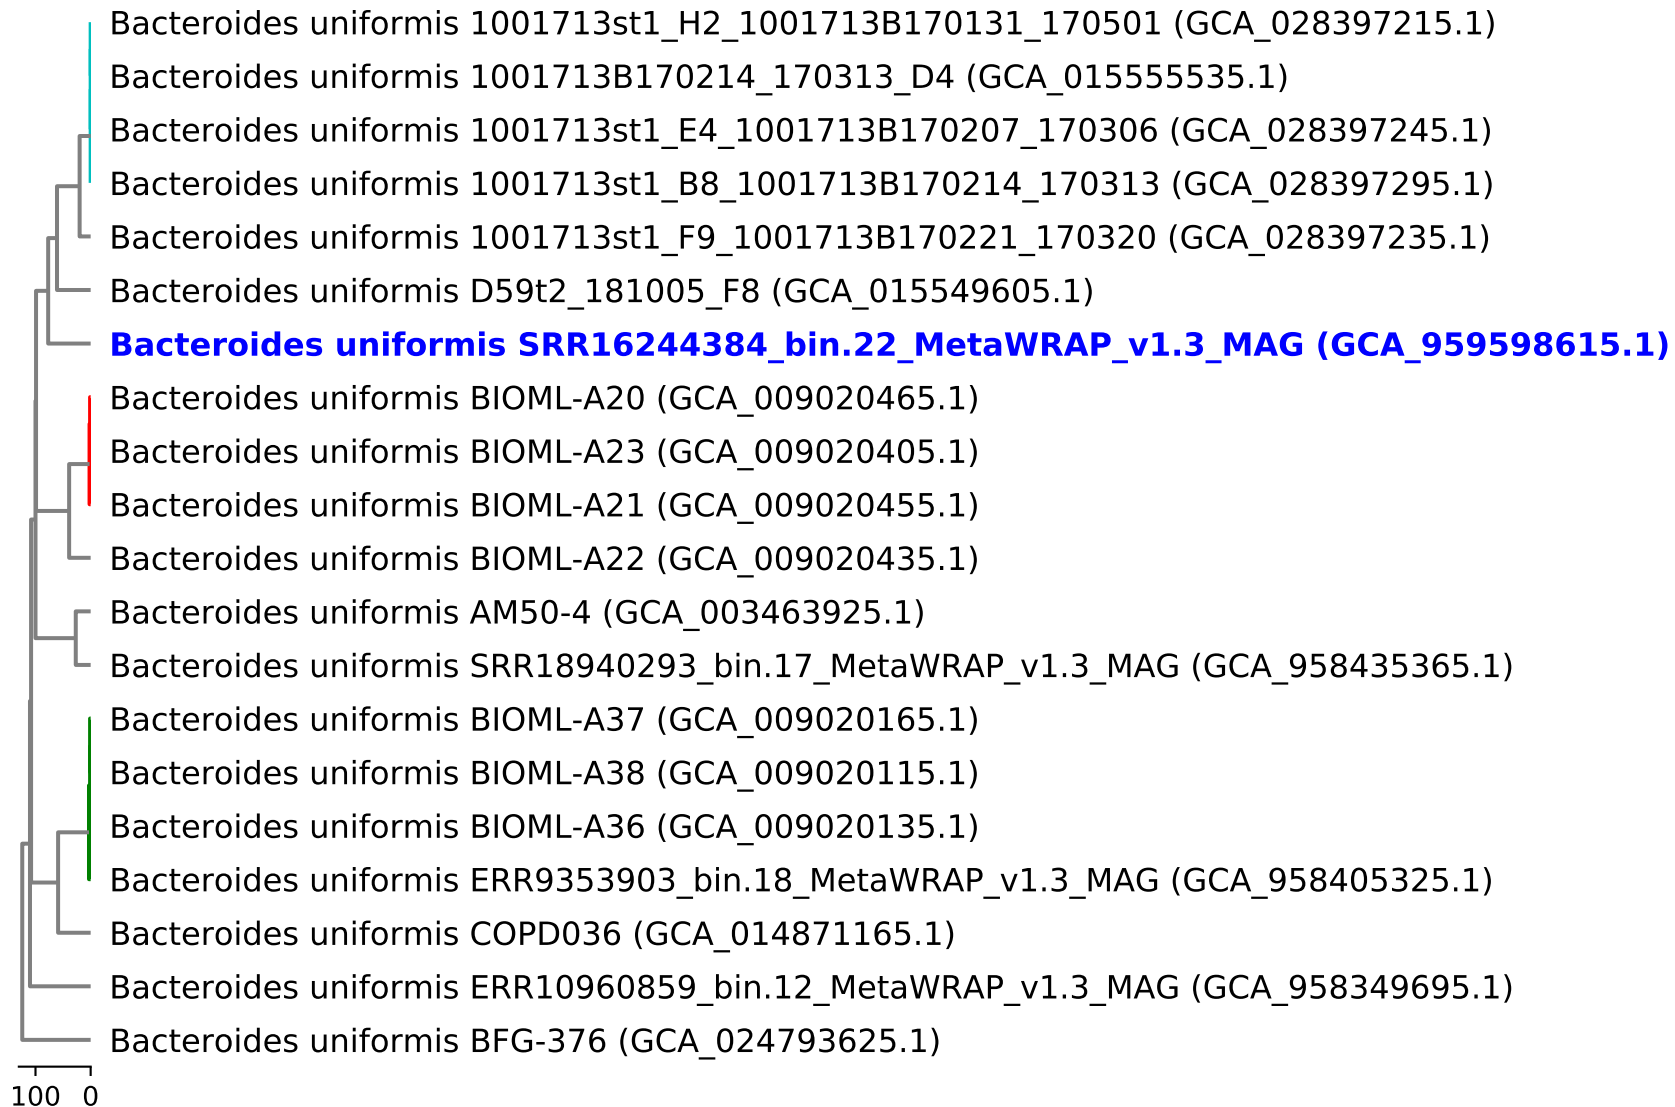 Bacteroides uniformis 1001713st1_H2_1001713B170131_170501 (GCA_028397215.1)
Bacteroides uniformis 1001713B170214_170313_D4 (GCA_015555535.1)
Bacteroides uniformis 1001713st1_E4_1001713B170207_170306 (GCA_028397245.1)
Bacteroides uniformis 1001713st1_B8_1001713B170214_170313 (GCA_028397295.1)
Bacteroides uniformis 1001713st1_F9_1001713B170221_170320 (GCA_028397235.1)
Bacteroides uniformis D59t2_181005_F8 (GCA_015549605.1)
Bacteroides uniformis SRR16244384_bin.22_MetaWRAP_v1.3_MAG (GCA_959598615.1)
Bacteroides uniformis BIOML-A20 (GCA_009020465.1)
Bacteroides uniformis BIOML-A23 (GCA_009020405.1)
Bacteroides uniformis BIOML-A21 (GCA_009020455.1)
Bacteroides uniformis BIOML-A22 (GCA_009020435.1)
Bacteroides uniformis AM50-4 (GCA_003463925.1)
Bacteroides uniformis SRR18940293_bin.17_MetaWRAP_v1.3_MAG (GCA_958435365.1)
Bacteroides uniformis BIOML-A37 (GCA_009020165.1)
Bacteroides uniformis BIOML-A38 (GCA_009020115.1)
Bacteroides uniformis BIOML-A36 (GCA_009020135.1)
Bacteroides uniformis ERR9353903_bin.18_MetaWRAP_v1.3_MAG (GCA_958405325.1)
Bacteroides uniformis COPD036 (GCA_014871165.1)
Bacteroides uniformis ERR10960859_bin.12_MetaWRAP_v1.3_MAG (GCA_958349695.1)
Bacteroides uniformis BFG-376 (GCA_024793625.1)
100 0